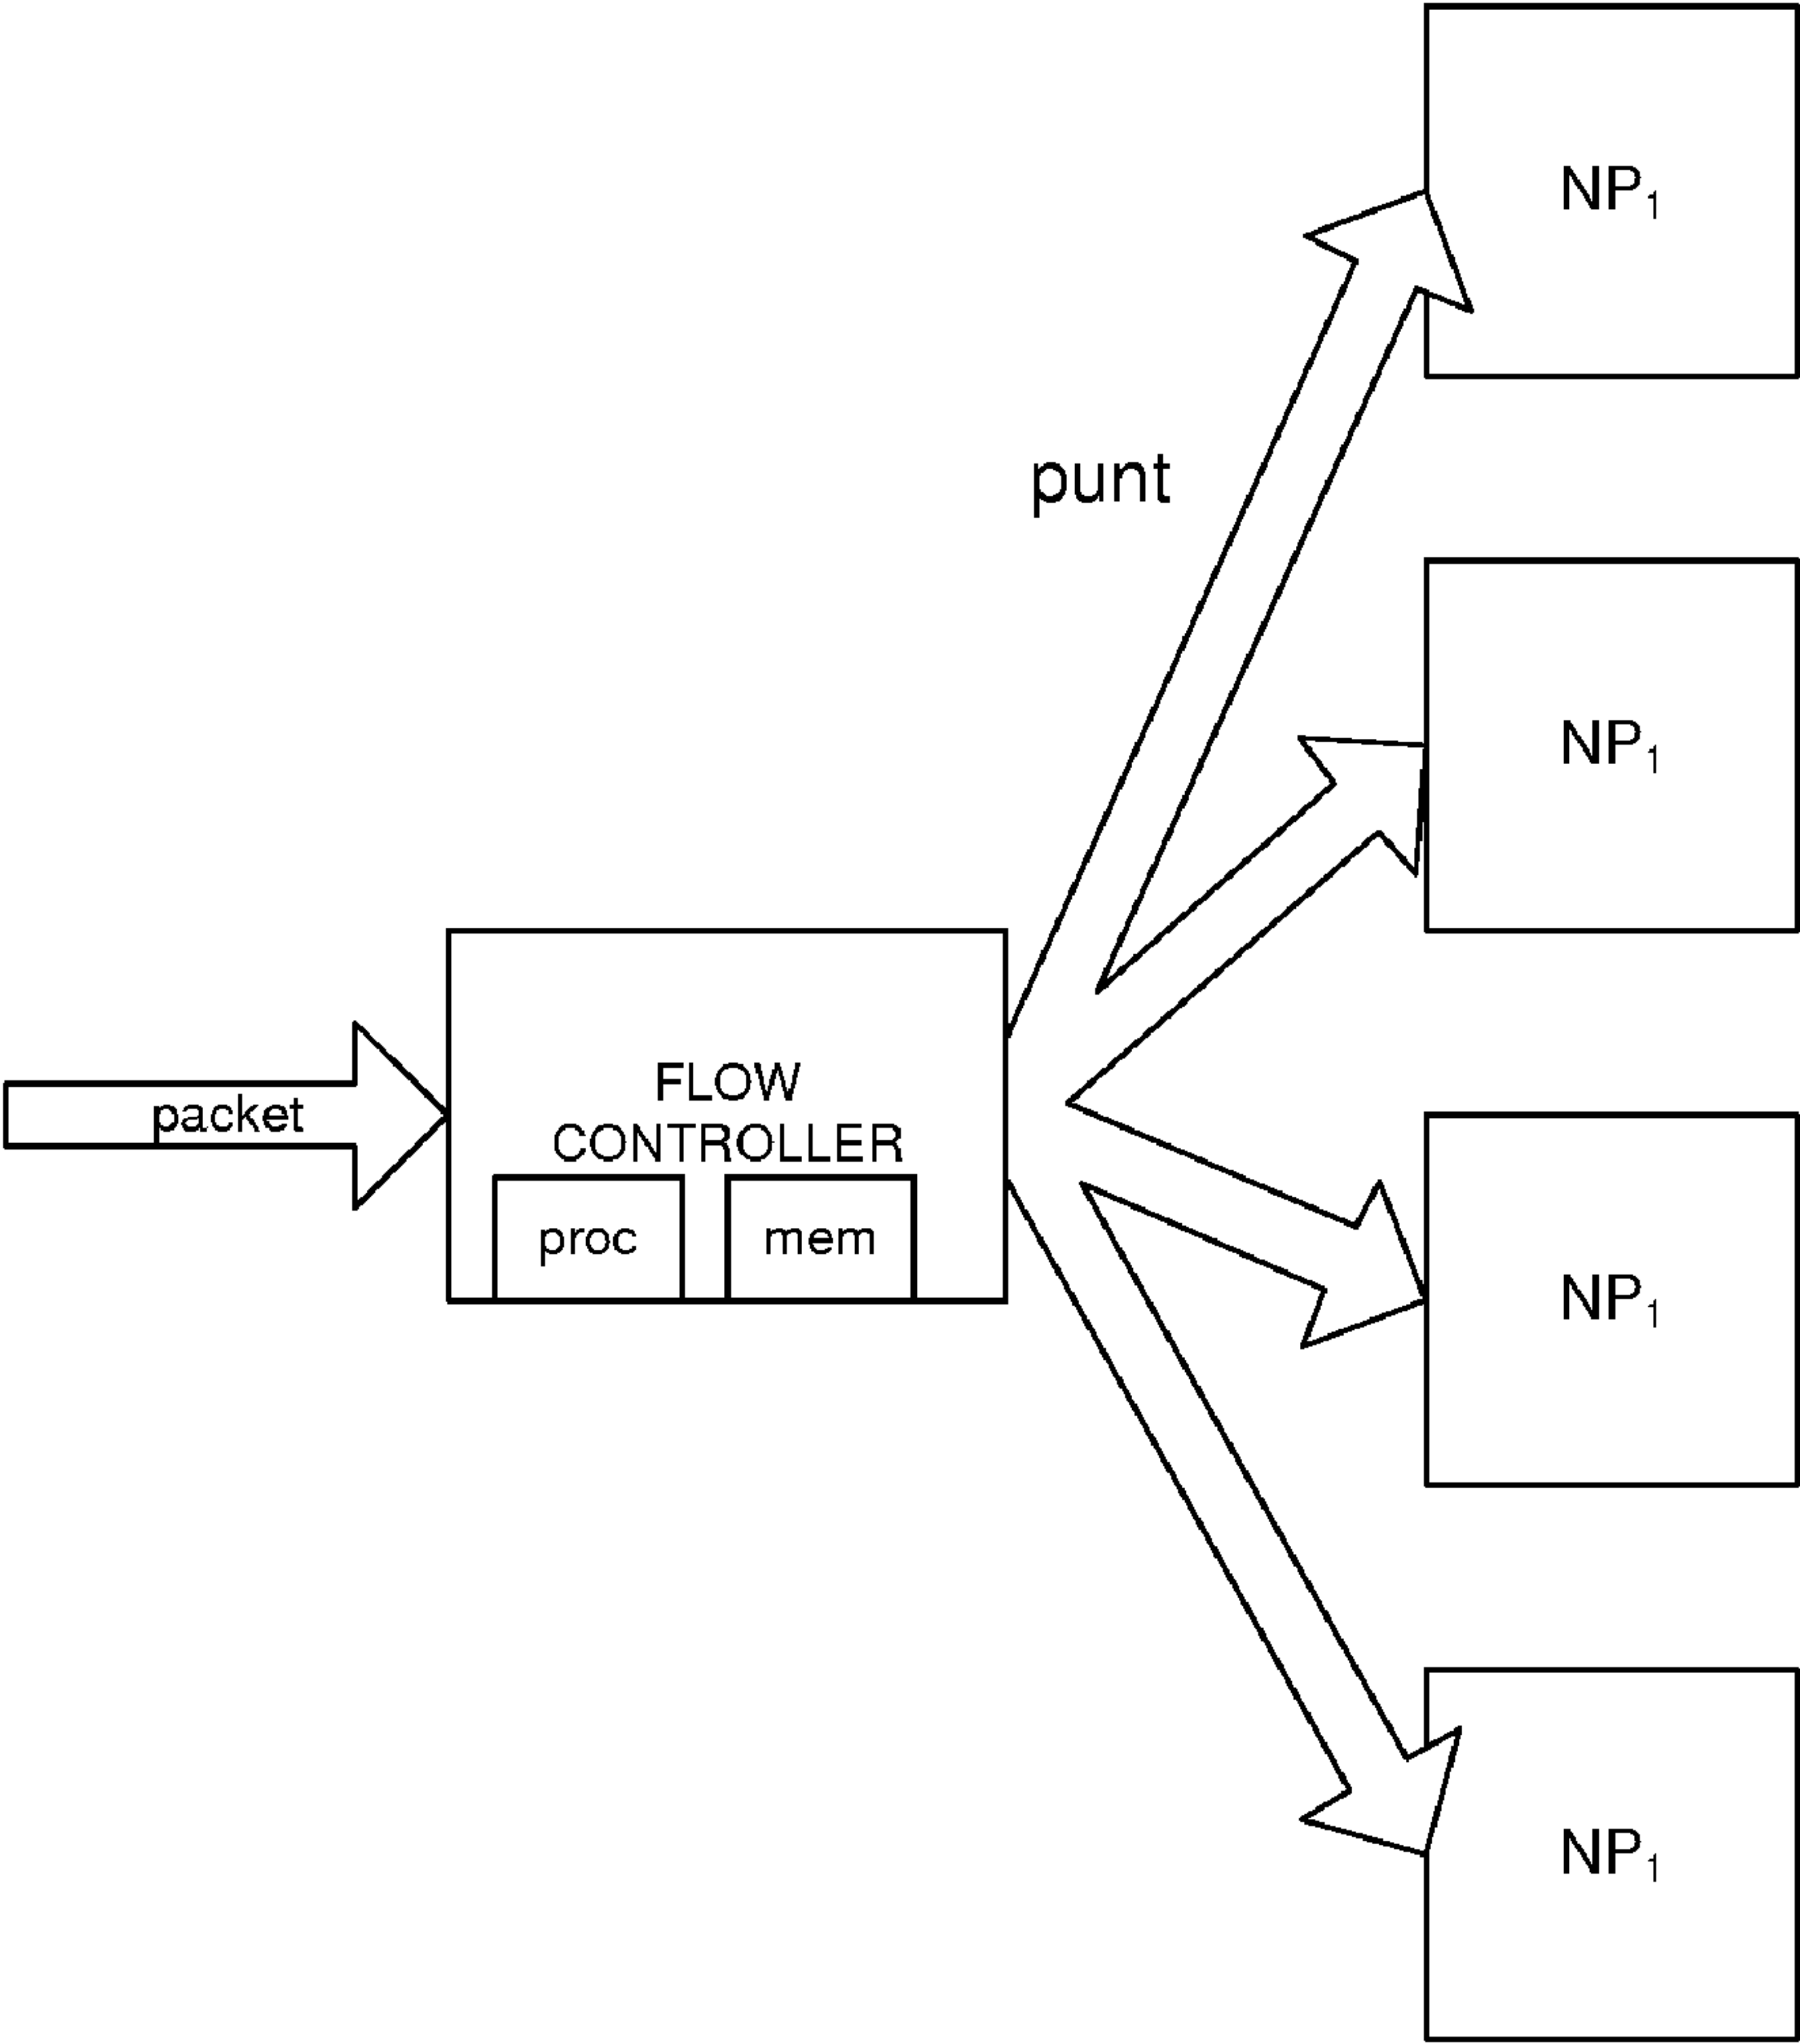 NP₁
punt
NP₁
packet
FLOW
CONTROLLER
proc
mem
NP₁
NP₁